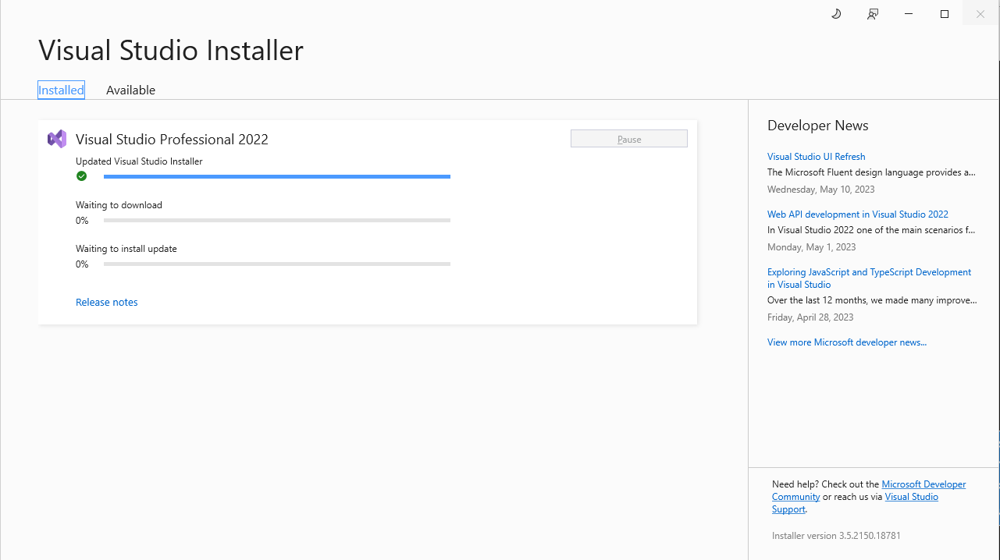 Visual Studio Installer
Installed
Available
Visual Studio Professional 2022
Pause
Updated Visual Studio Installer
Waiting to download
0%
Waiting to install update
0%
Release notes
Developer News
Visual Studio UI Refresh
The Microsoft Fluent design language provides a...
Wednesday, May 10, 2023
Web API development in Visual Studio 2022
In Visual Studio 2022 one of the main scenarios f...
Monday, May 1, 2023
Exploring JavaScript and TypeScript Development
in Visual Studio
Over the last 12 months, we made many improve...
Friday, April 28, 2023
View more Microsoft developer news...
Need help? Check out the Microsoft Developer
Community or reach us via Visual Studio
Support.
Installer version 3.5.2150.18781